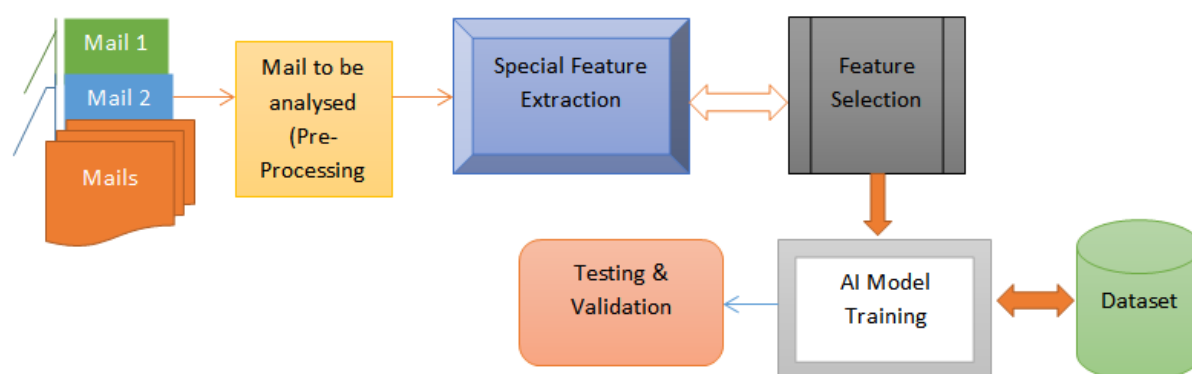 Mail 1
Mail 2
Mails
Mail to be
analysed
(Pre-
Processing
Special Feature
Extraction
Feature
Selection
Testing &
Validation
AI Model
Training
Dataset